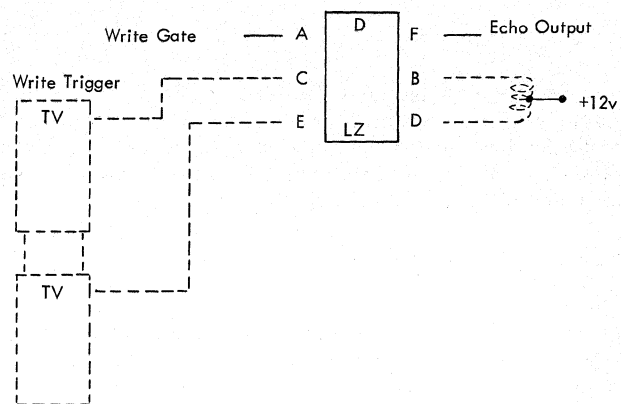 Write Gate A D F Echo Output
Write Trigger C B
TV +12v
E LZ D
TV